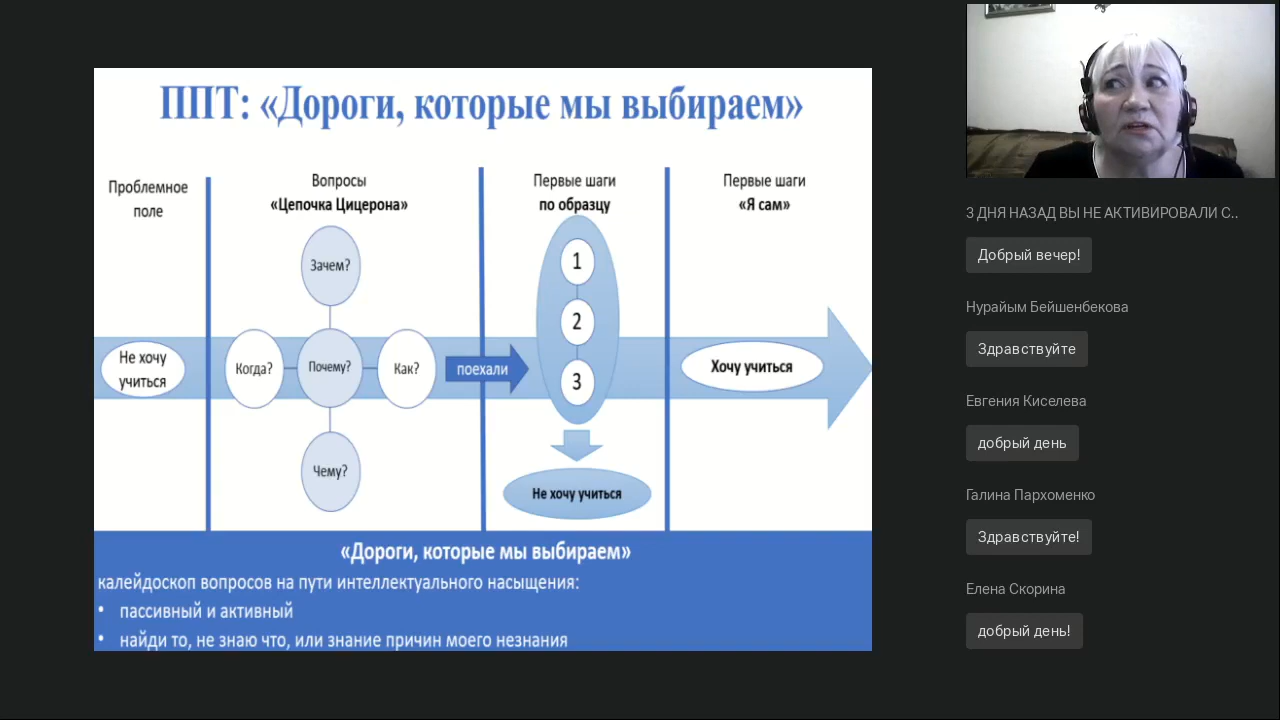 ППТ: «Дороги, которые мы выбираем»
Проблемное
поле
Вопросы
«Цепочка Цицерона»
Первые шаги
по образцу
Первые шаги
«Я сам»
Зачем?
Не хочу
учиться
Когда?
Почему?
Как?
Чему?
поехали
1
2
3
Не хочу учиться
Хочу учиться
«Дороги, которые мы выбираем»
калейдоскоп вопросов на пути интеллектуального насыщения:
• пассивный и активный
• найди то, не знаю что, или знание причин моего незнания
3 ДНЯ НАЗАД ВЫ НЕ АКТИВИРОВАЛИ С..
Добрый вечер!
Нурайым Бейшенбекова
Здравствуйте
Евгения Киселева
добрый день
Галина Пархоменко
Здравствуйте!
Елена Скорина
добрый день!